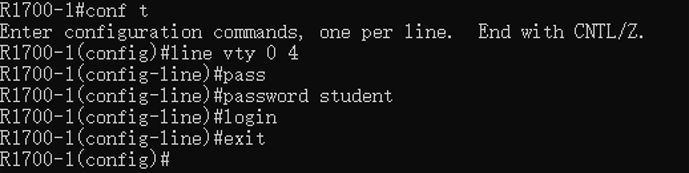 R1700-1#conf t
Enter configuration commands, one per line.  End with CNTL/Z.
R1700-1(config)#line vty 0 4
R1700-1(config-line)#pass
R1700-1(config-line)#password student
R1700-1(config-line)#login
R1700-1(config-line)#exit
R1700-1(config)#